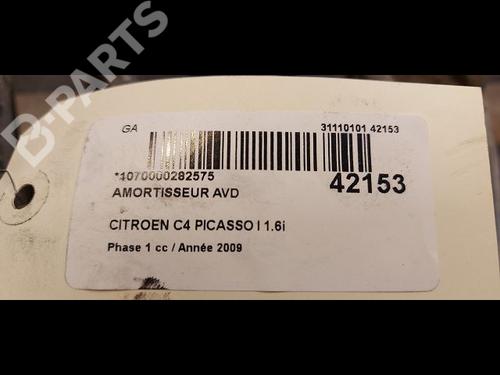 B-PARTS
GA 31110101 42153
*1070000282575 42153
AMORTISSEUR AVD
CITROEN C4 PICASSO I 1.6i
Phase 1 cc / Année 2009